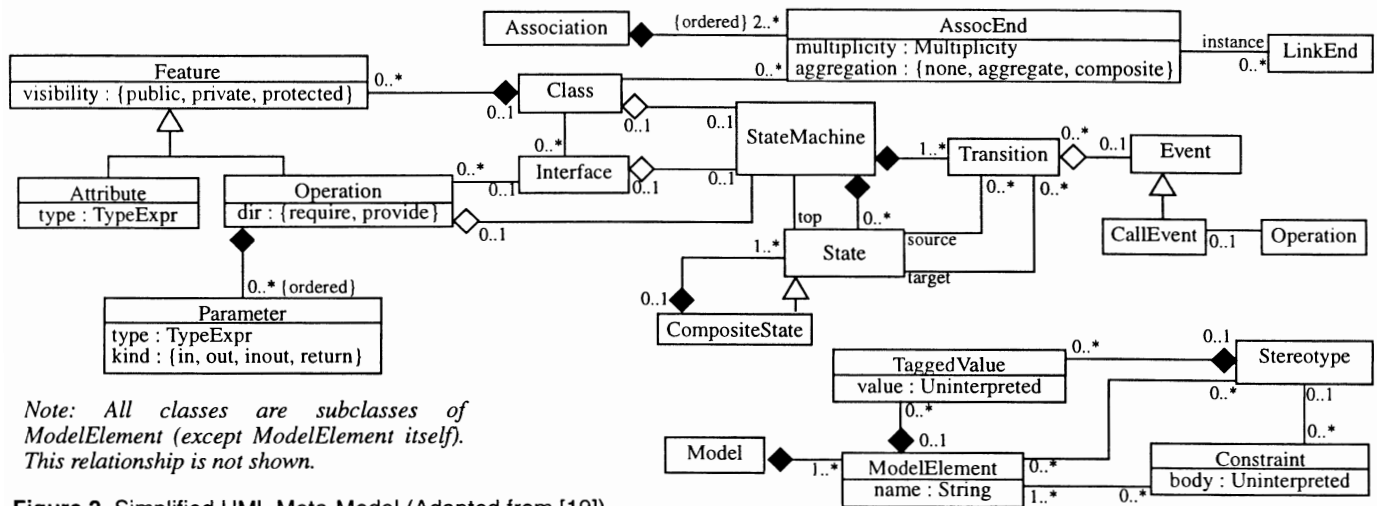 Association
{ordered} 2..*
AssocEnd
multiplicity : Multiplicity
aggregation : {none, aggregate, composite}
instance
0..*
LinkEnd
Feature
visibility : {public, private, protected}
0..*
0..1
Class
0..*
0..1
0..1
0..*
Interface
0..1
0..1
StateMachine
1..*
Transition
0..*
0..1
Event
Attribute
type : TypeExpr
Operation
dir : {require, provide}
0..*
0..1
0..1
top
0..*
0..*
0..*
CallEvent
0..1
Operation
1..*
State
source
target
0..1
CompositeState
0..* {ordered}
Parameter
type : TypeExpr
kind : {in, out, inout, return}
TaggedValue
value : Uninterpreted
0..*
0..1
Stereotype
0..*
0..1
0..*
0..1
0..*
Model
1..*
ModelElement
name : String
0..*
1..*
0..*
Constraint
body : Uninterpreted
Note: All classes are subclasses of
ModelElement (except ModelElement itself).
This relationship is not shown.
Figure 2. Simplified UML Meta-Model (Adapted from [19])